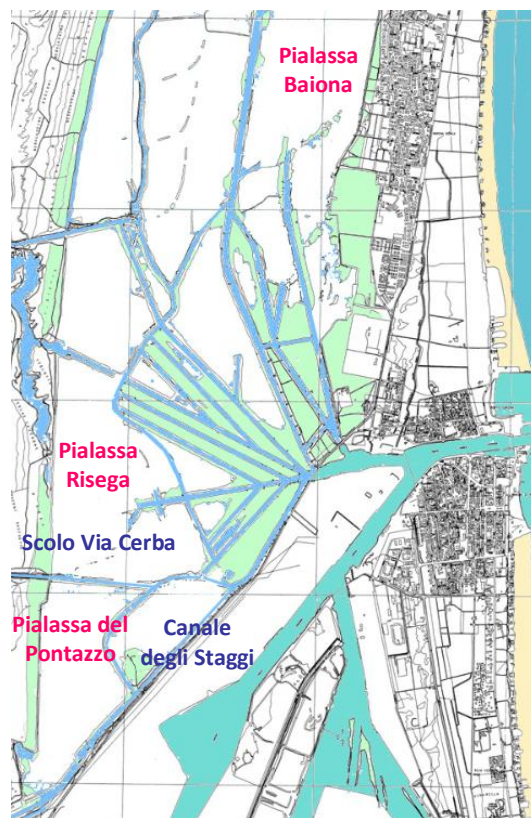 Pialassa
Baiona
Pialassa
Risega
Scolo Via Cerba
Pialassa del
Pontazzo
Canale
degli Staggi